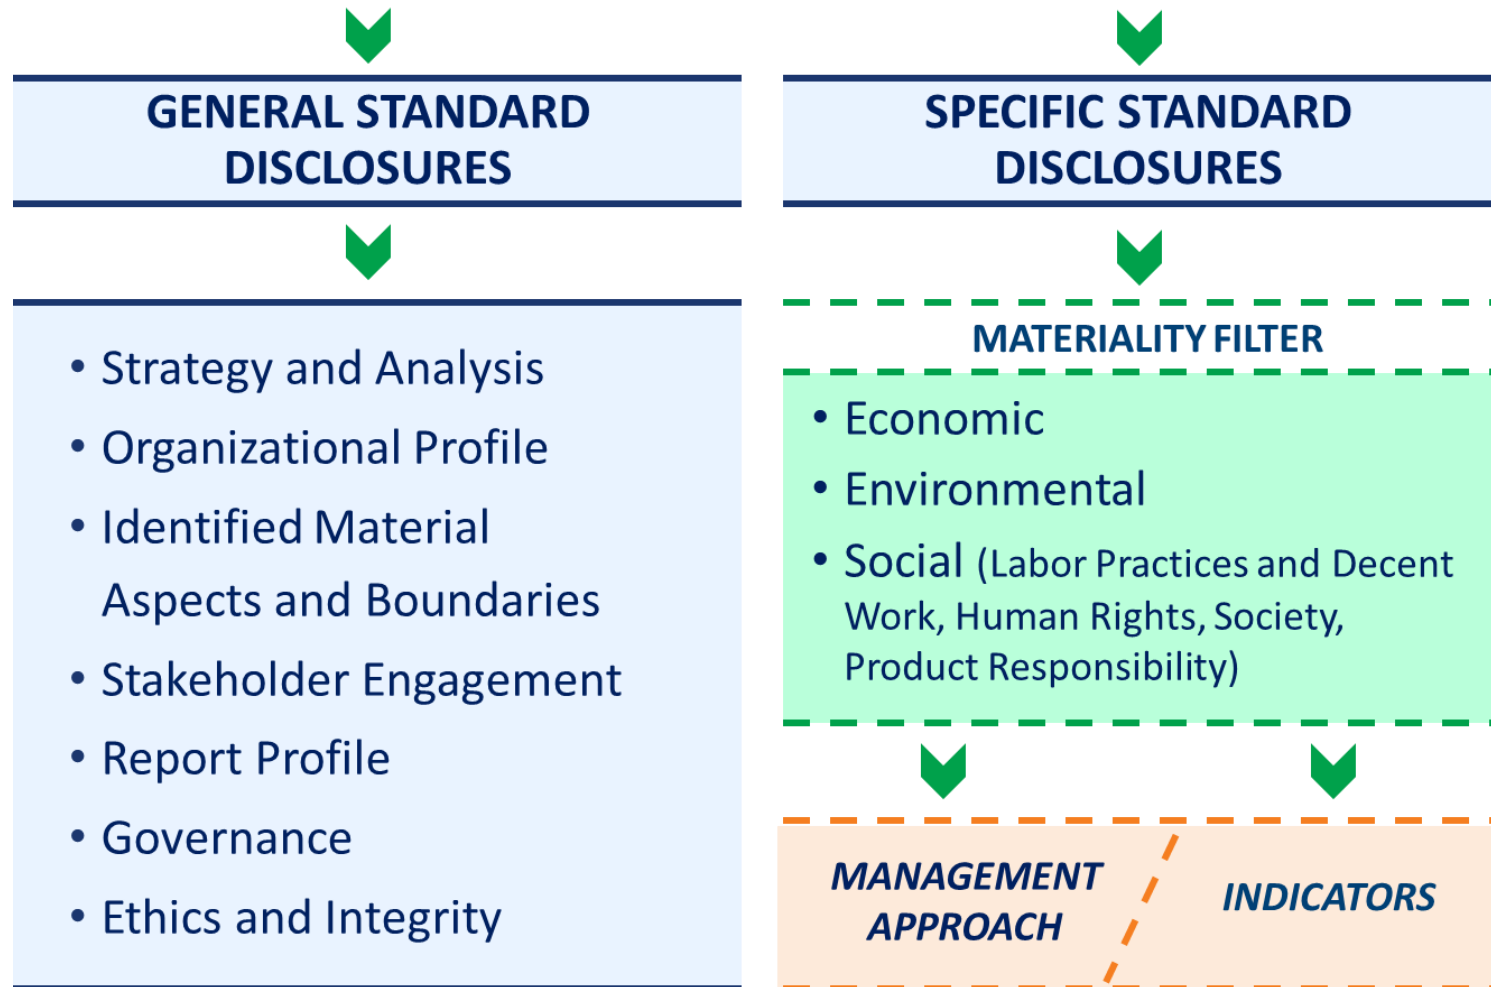 GENERAL STANDARD
DISCLOSURES
• Strategy and Analysis
• Organizational Profile
• Identified Material
Aspects and Boundaries
• Stakeholder Engagement
• Report Profile
• Governance
• Ethics and Integrity
SPECIFIC STANDARD
DISCLOSURES
MATERIALITY FILTER
• Economic
• Environmental
• Social (Labor Practices and Decent
Work, Human Rights, Society,
Product Responsibility)
MANAGEMENT
APPROACH
INDICATORS